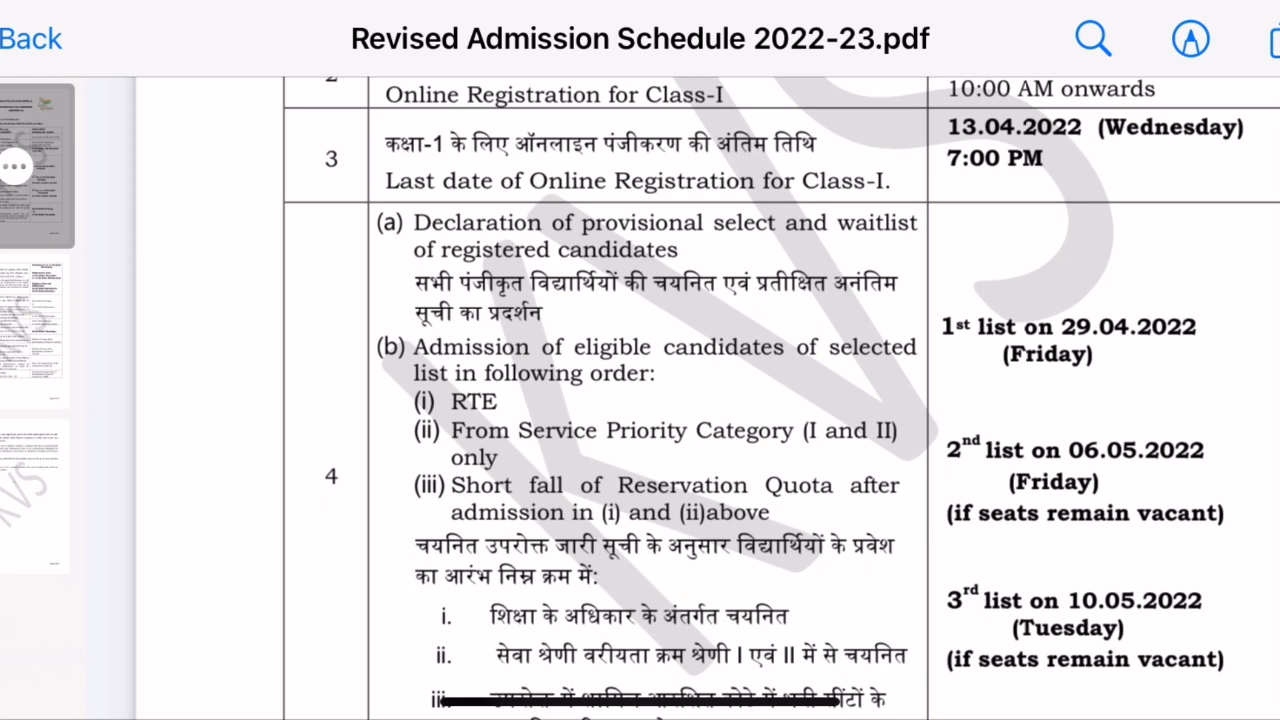 Back
Revised Admission Schedule 2022-23.pdf
Online Registration for Class-I
10:00 AM onwards
3
कक्षा-1 के लिए ऑनलाइन पंजीकरण की अंतिम तिथि
Last date of Online Registration for Class-I.
13.04.2022 (Wednesday)
7:00 PM
4
(a) Declaration of provisional select and waitlist
of registered candidates
सभी पंजीकृत विद्यार्थियों की चयनित एवं प्रतीक्षित अनंतिम
सूची का प्रदर्शन
(b) Admission of eligible candidates of selected
list in following order:
(i) RTE
(ii) From Service Priority Category (I and II)
only
(iii) Short fall of Reservation Quota after
admission in (i) and (ii)above
चयनित उपरोक्त जारी सूची के अनुसार विद्यार्थियों के प्रवेश
का आरंभ निम्न क्रम में:
i. शिक्षा के अधिकार के अंतर्गत चयनित
ii. सेवा श्रेणी वरीयता क्रम श्रेणी I एवं II में से चयनित
iii. के
1st list on 29.04.2022
(Friday)
2nd list on 06.05.2022
(Friday)
(if seats remain vacant)
3rd list on 10.05.2022
(Tuesday)
(if seats remain vacant)
KVS